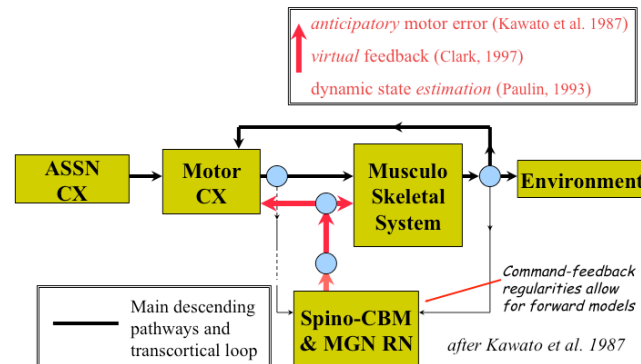 anticipatory motor error (Kawato et al. 1987)
virtual feedback (Clark, 1997)
dynamic state estimation (Paulin, 1993)
ASSN
CX
Motor
CX
Musculo
Skeletal
System
Environment
Command-feedback
regularities allow
for forward models
Main descending
pathways and
transcortical loop
Spino-CBM
& MGN RN
after Kawato et al. 1987